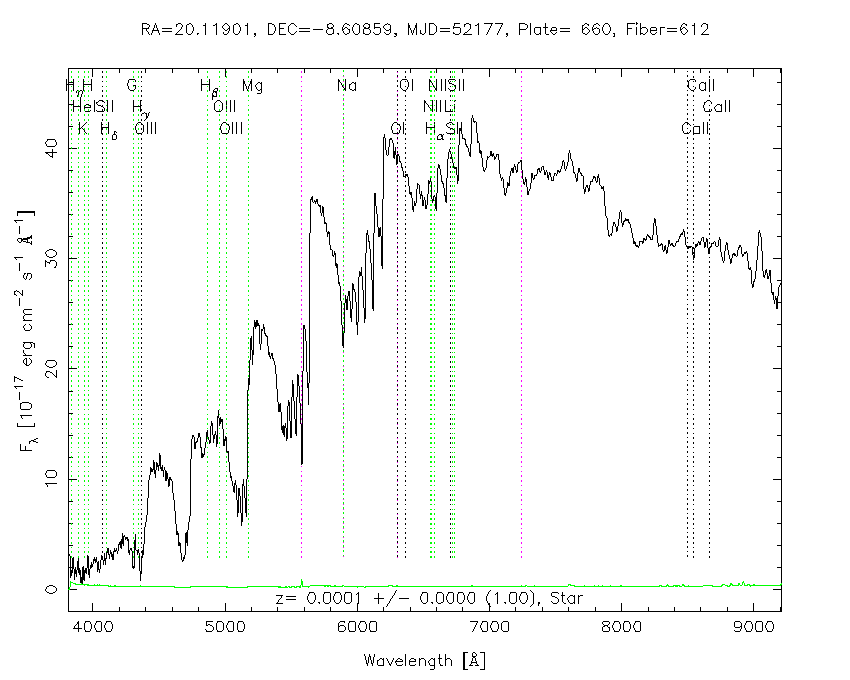 RA=20.11901, DEC=−8.60859, MJD=52177, Plate= 660, Fiber=612
H H G Hβ Mg Na OI NII SII CaII
η HeI SII Hγ OIII NII Li CaII
K Hδ OIII OIII OI Hα SII CaII
0 10 20 30 40
Fλ [10−17 erg cm−2 s−1 Å−1]
z= 0.0001 +/− 0.0000 (1.00), Star
4000 5000 6000 7000 8000 9000
Wavelength [Å]